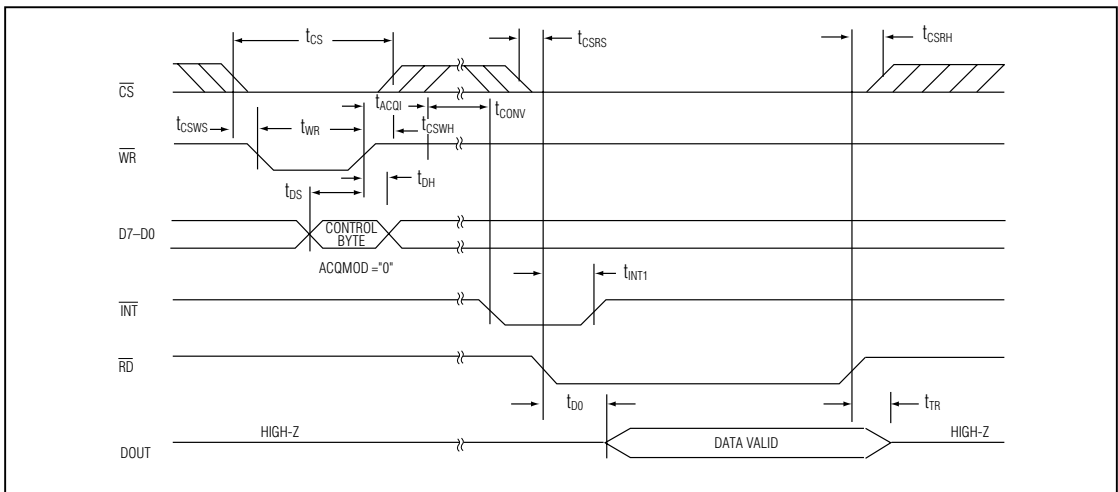 tCS
tCSRS
tCSRH
CS
tACQI
tCONV
tCSWS
tWR
tCSWH
WR
tDS
tDH
D7–D0
CONTROL
BYTE
ACQMOD ="0"
tINT1
INT
RD
tD0
tTR
HIGH-Z
DATA VALID
HIGH-Z
DOUT